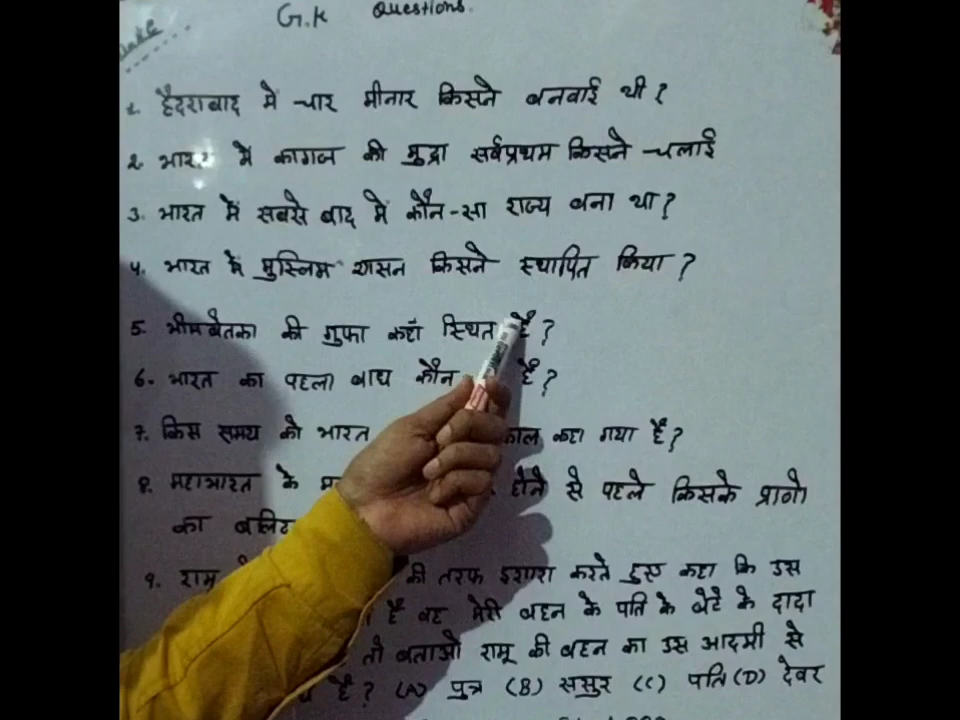 G.K Questions.
1. हैदराबाद में चार मीनार किसने बनवाई थी?
2. भारत में कागज की मुद्रा सर्वप्रथम किसने चलाई
3. भारत में सबसे बाद में कौन-सा राज्य बना था?
4. भारत में मुस्लिम शासन किसने स्थापित किया?
5. भीमबेतका की गुफा कहाँ स्थित है?
6. भारत का पहला बाघ कौन है?
7. किस समय को भारत काल कहा गया है?
8. महाभारत के होने से पहले किसके प्राणो
का
9. रामू की तरफ इशारा करते हुए कहा कि उस
है वह मेरी बहन के पति के बेटे के दादा
तो बताओ रामू की बहन का उस आदमी से
है? (A) पुत्र (B) ससुर (C) पति (D) देवर